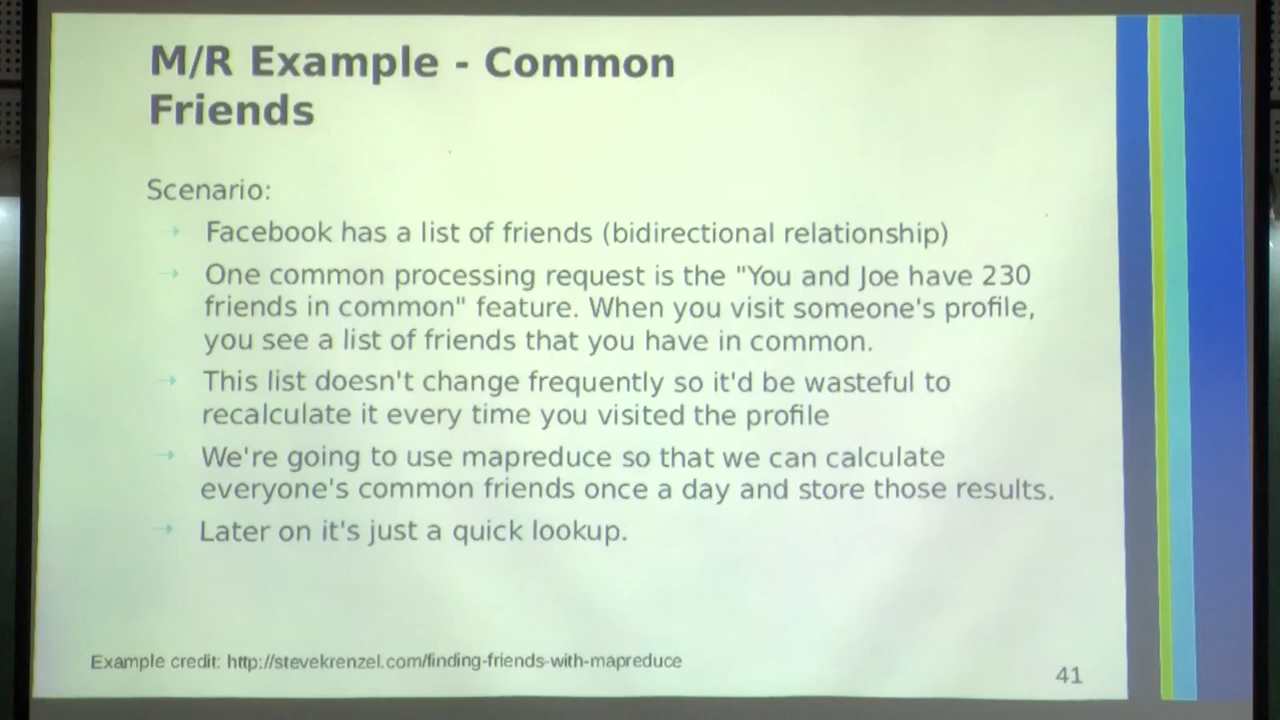 M/R Example - Common
Friends
Scenario:
Facebook has a list of friends (bidirectional relationship)
One common processing request is the "You and Joe have 230
friends in common" feature. When you visit someone's profile,
you see a list of friends that you have in common.
This list doesn't change frequently so it'd be wasteful to
recalculate it every time you visited the profile
We're going to use mapreduce so that we can calculate
everyone's common friends once a day and store those results.
Later on it's just a quick lookup.
Example credit: http://stevekrenzel.com/finding-friends-with-mapreduce
41